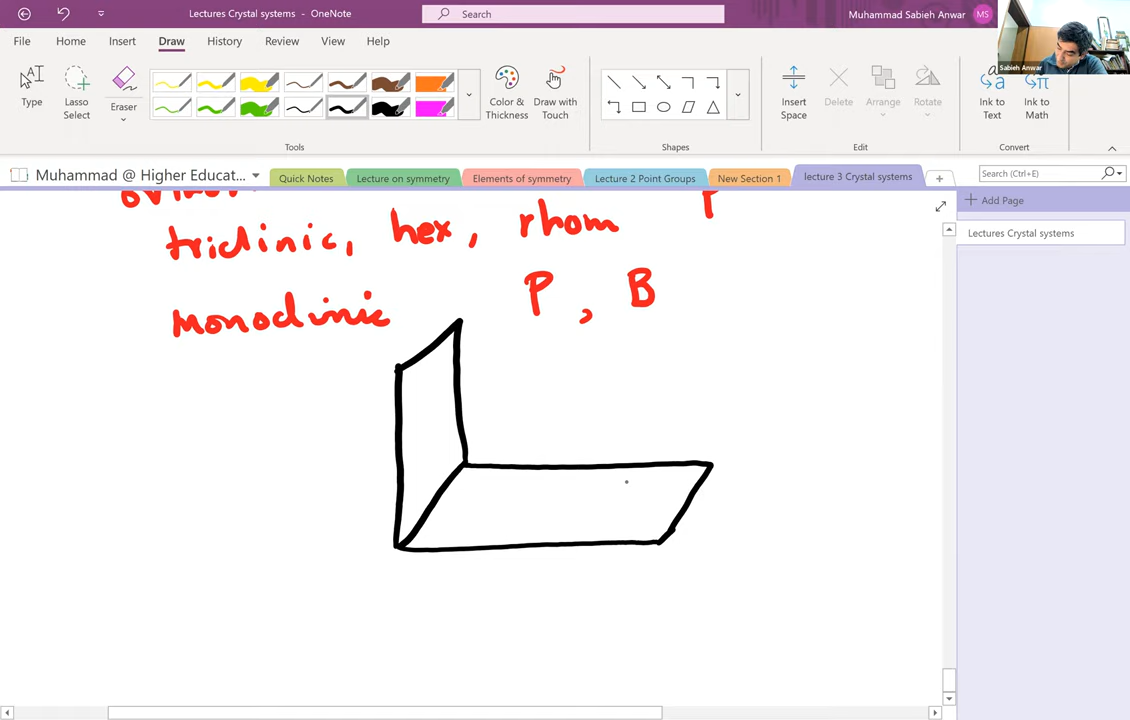 Lectures Crystal systems - OneNote
Search
Muhammad Sabieh Anwar
MS
Sabieh Anwar
File Home Insert Draw History Review View Help
Type
Lasso Select
Eraser
Color & Thickness
Draw with Touch
Insert Space
Delete
Arrange
Rotate
Ink to Text
Ink to Math
Tools
Shapes
Edit
Convert
Muhammad @ Higher Educat...
Quick Notes
Lecture on symmetry
Elements of symmetry
Lecture 2 Point Groups
New Section 1
lecture 3 Crystal systems
Search (Ctrl+E)
Add Page
Lectures Crystal systems
triclinic, hex, rhom P
monoclinic P, B